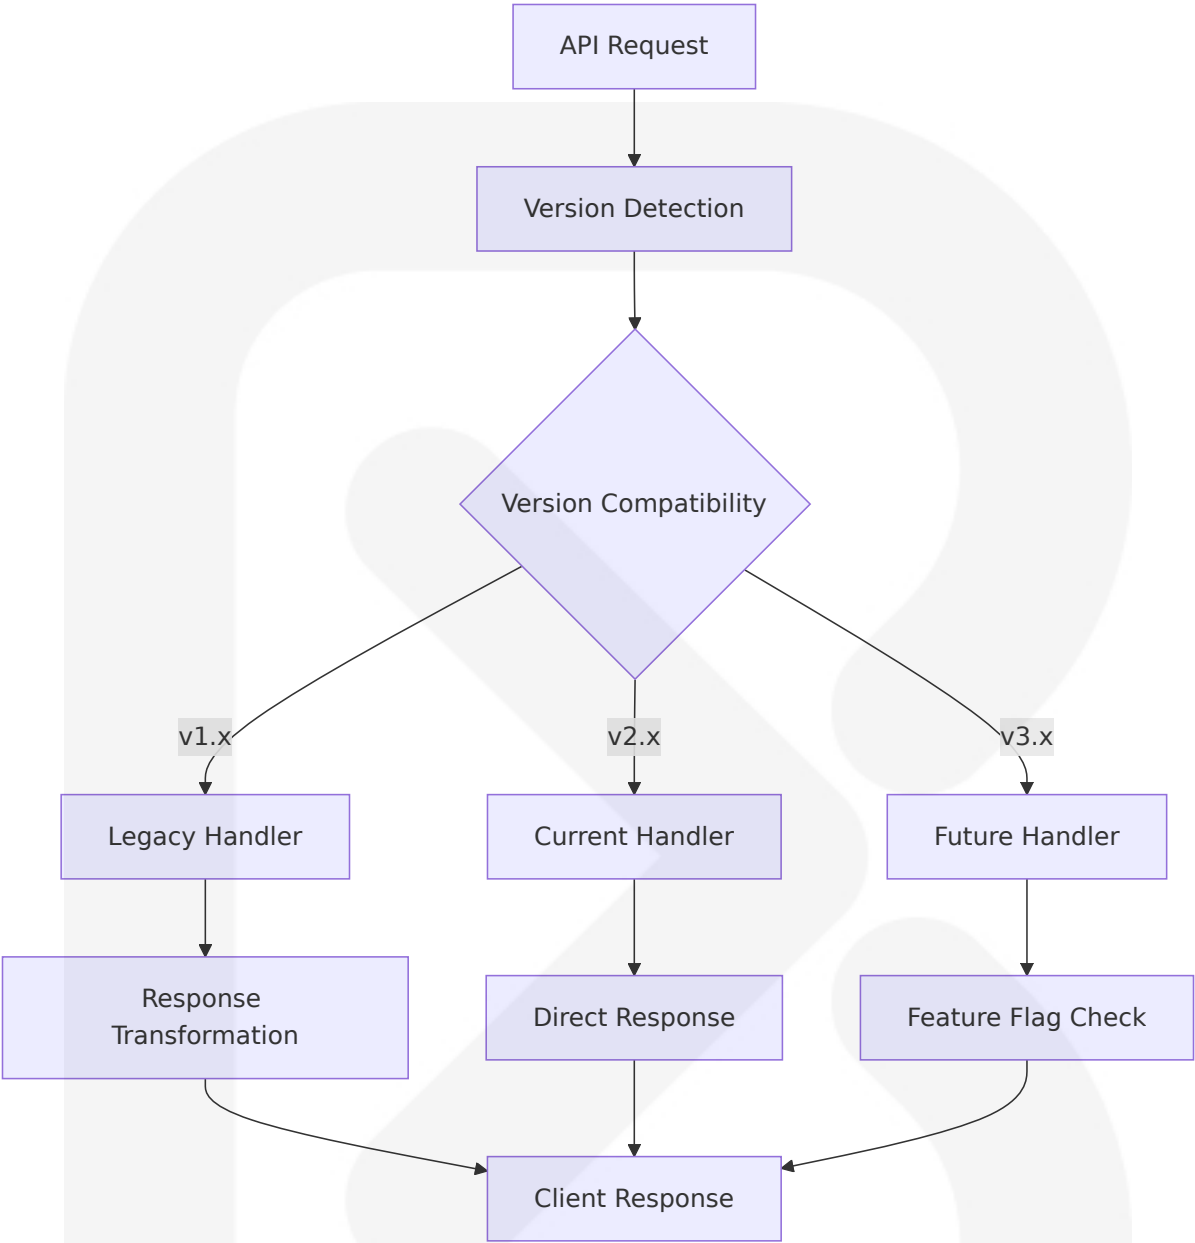 API Request
Version Detection
Version Compatibility
v1.x
v2.x
v3.x
Legacy Handler
Current Handler
Future Handler
Response
Transformation
Direct Response
Feature Flag Check
Client Response